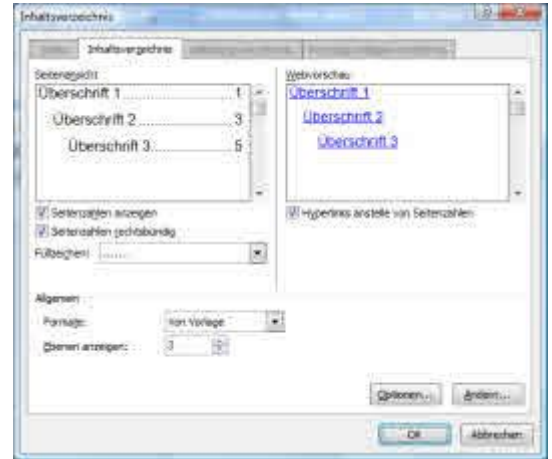 Inhaltsverzeichnis
Inhaltsverzeichnis
Seitenansicht
Überschrift 1 ............... 1
Überschrift 2 ............... 3
Überschrift 3 ............... 5
Webvorschau
Überschrift 1
Überschrift 2
Überschrift 3
Seitenzahlen anzeigen
Seitenzahlen rechtsbündig
Füllzeichen: .......
Hyperlinks anstelle von Seitenzahlen
Allgemein
Formate: Von Vorlage
Ebenen anzeigen: 3
Optionen... Ändern...
OK Abbrechen